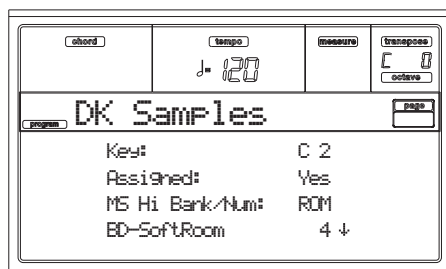 chord tempo measure transpose
♩= 120 C 0
octave
program DK Samples page
Key: C 2
Assigned: Yes
MS Hi Bank/Num: ROM
BD-SoftRoom 4 ↓